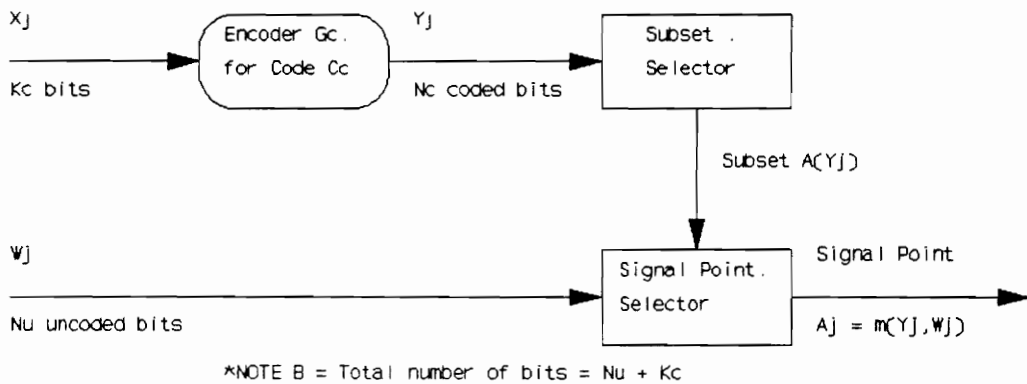 Xj
Encoder Gc.
for Code Cc
Yj
Subset .
Selector
Kc bits
Nc coded bits
Subset A(Yj)
Wj
Signal Point.
Selector
Signal Point
Nu uncoded bits
Aj = m(Yj,Wj)
*NOTE B = Total number of bits = Nu + Kc